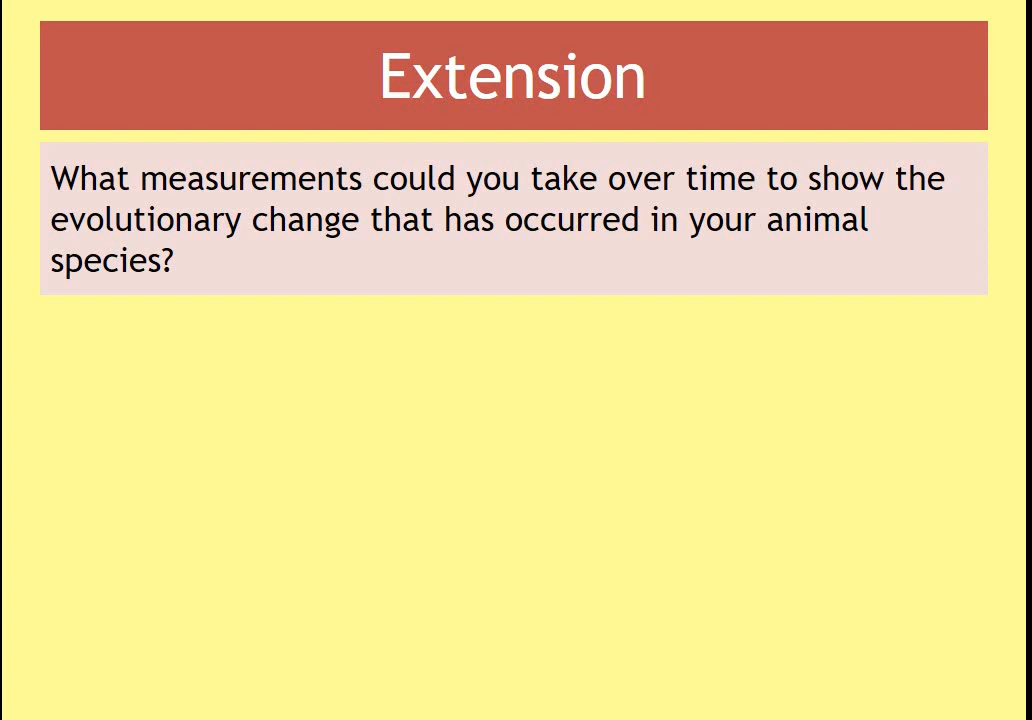 Extension
What measurements could you take over time to show the
evolutionary change that has occurred in your animal
species?